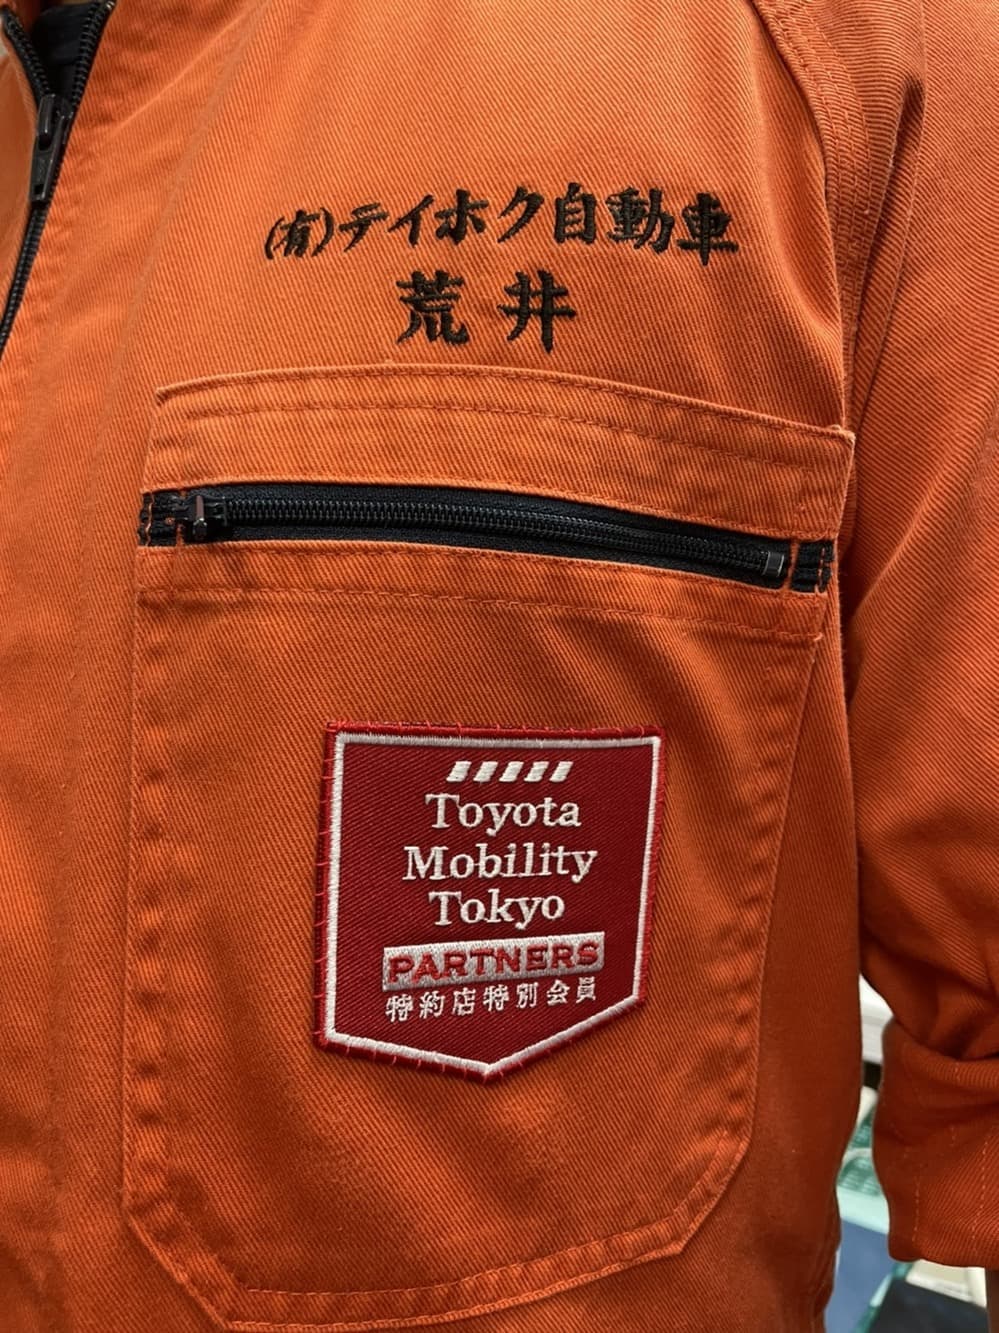 (有)テイホク自動車
荒井
Toyota
Mobility
Tokyo
PARTNERS
特約店特別会員